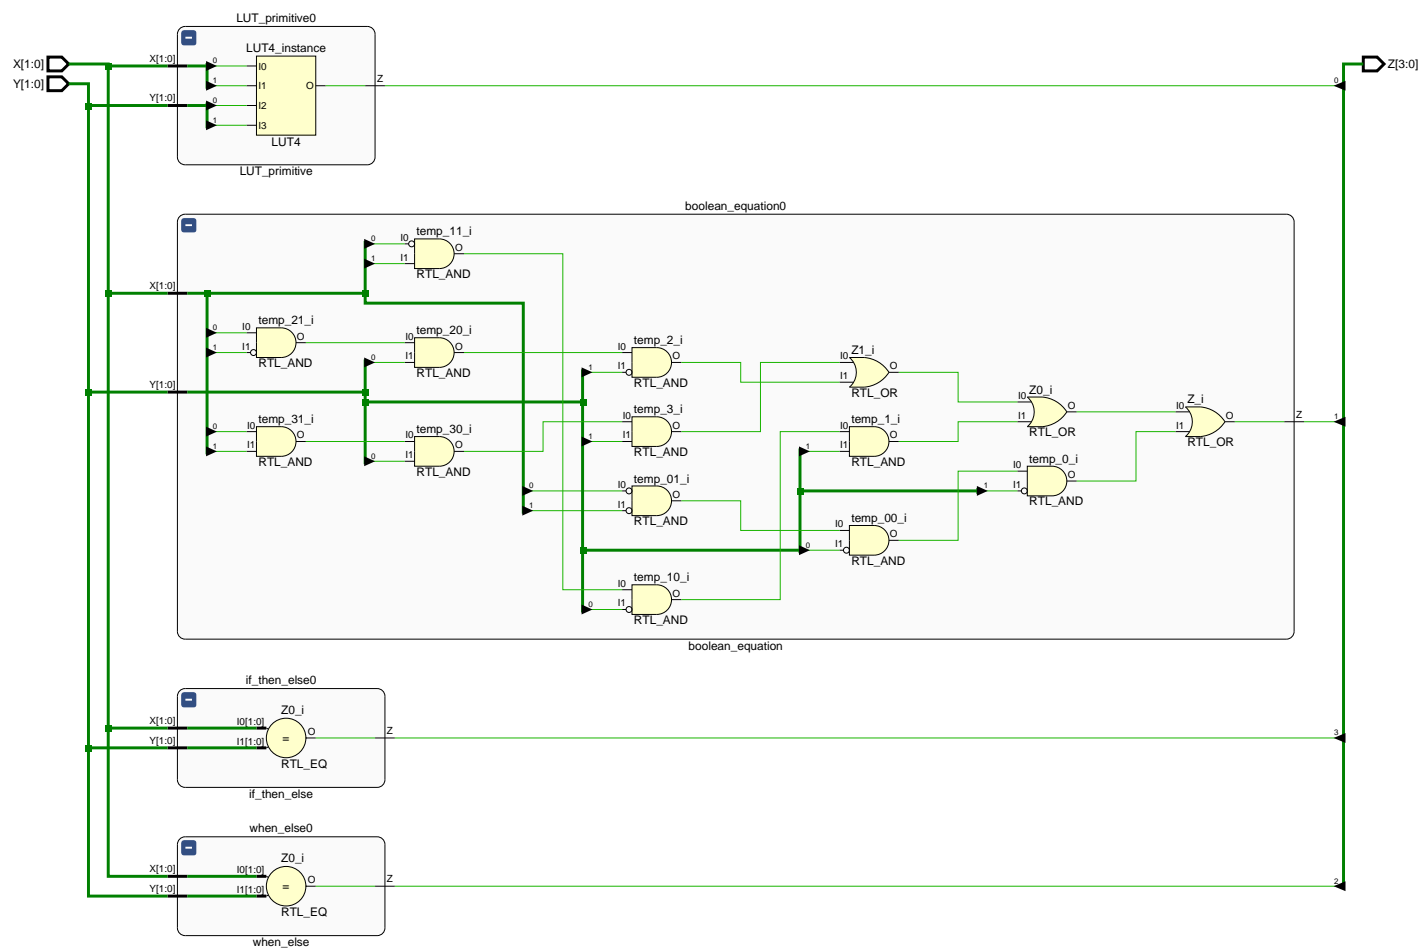 LUT_primitive0
X[1:0]
Y[1:0]
Z[3:0]
X[1:0]
Y[1:0]
LUT4_instance
0
1
0
1
I0
I1
I2
I3
O
Z
0
LUT4
LUT_primitive
boolean_equation0
X[1:0]
Y[1:0]
temp_11_i
0
1
I0
I1
O
RTL_AND
temp_21_i
0
1
I0
I1
O
RTL_AND
temp_20_i
0
I0
I1
O
RTL_AND
temp_31_i
0
1
I0
I1
O
RTL_AND
temp_30_i
0
I0
I1
O
RTL_AND
temp_2_i
1
I0
I1
O
RTL_AND
temp_3_i
1
I0
I1
O
RTL_AND
temp_01_i
0
1
I0
I1
O
RTL_AND
temp_10_i
0
I0
I1
O
RTL_AND
Z1_i
I0
I1
O
RTL_OR
temp_1_i
1
I0
I1
O
RTL_AND
temp_00_i
0
I0
I1
O
RTL_AND
Z0_i
I0
I1
O
RTL_OR
temp_0_i
1
I0
I1
O
RTL_AND
Z_i
I0
I1
O
RTL_OR
Z
1
boolean_equation
if_then_else0
X[1:0]
Y[1:0]
Z0_i
I0[1:0]
I1[1:0]
=
O
RTL_EQ
Z
3
if_then_else
when_else0
X[1:0]
Y[1:0]
Z0_i
I0[1:0]
I1[1:0]
=
O
RTL_EQ
Z
2
when_else